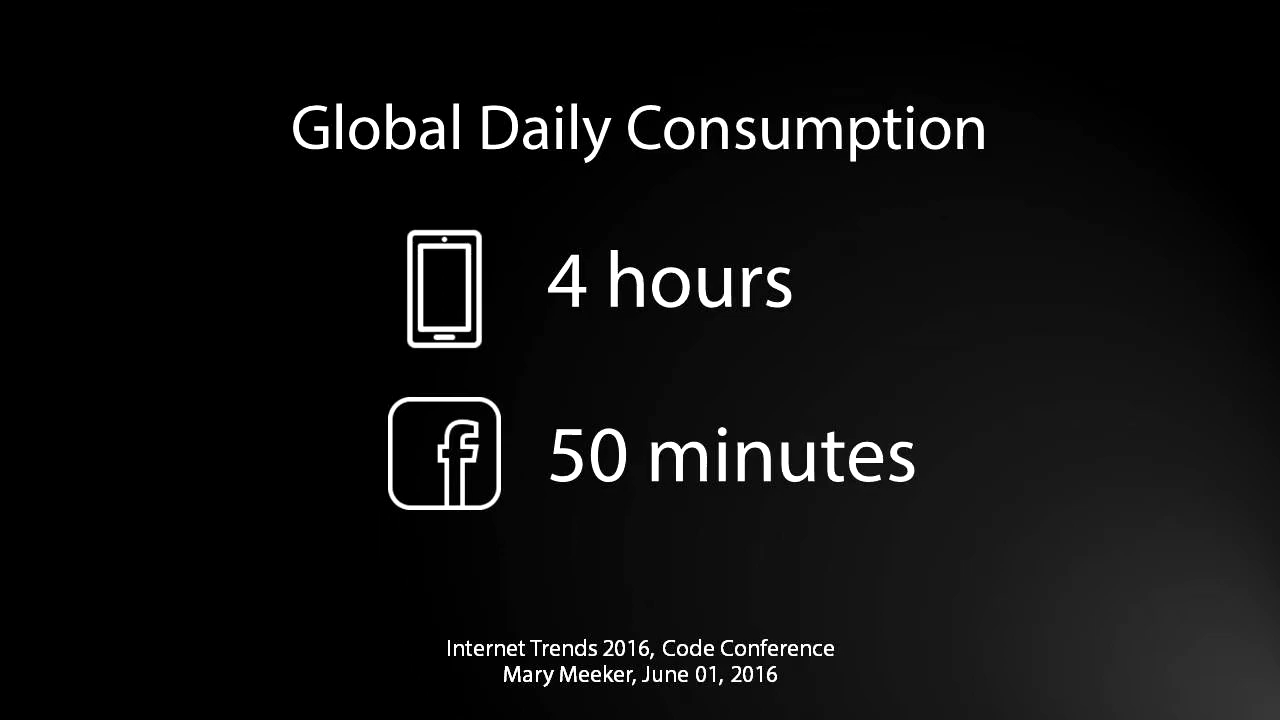 Global Daily Consumption
4 hours
50 minutes
Internet Trends 2016, Code Conference
Mary Meeker, June 01, 2016